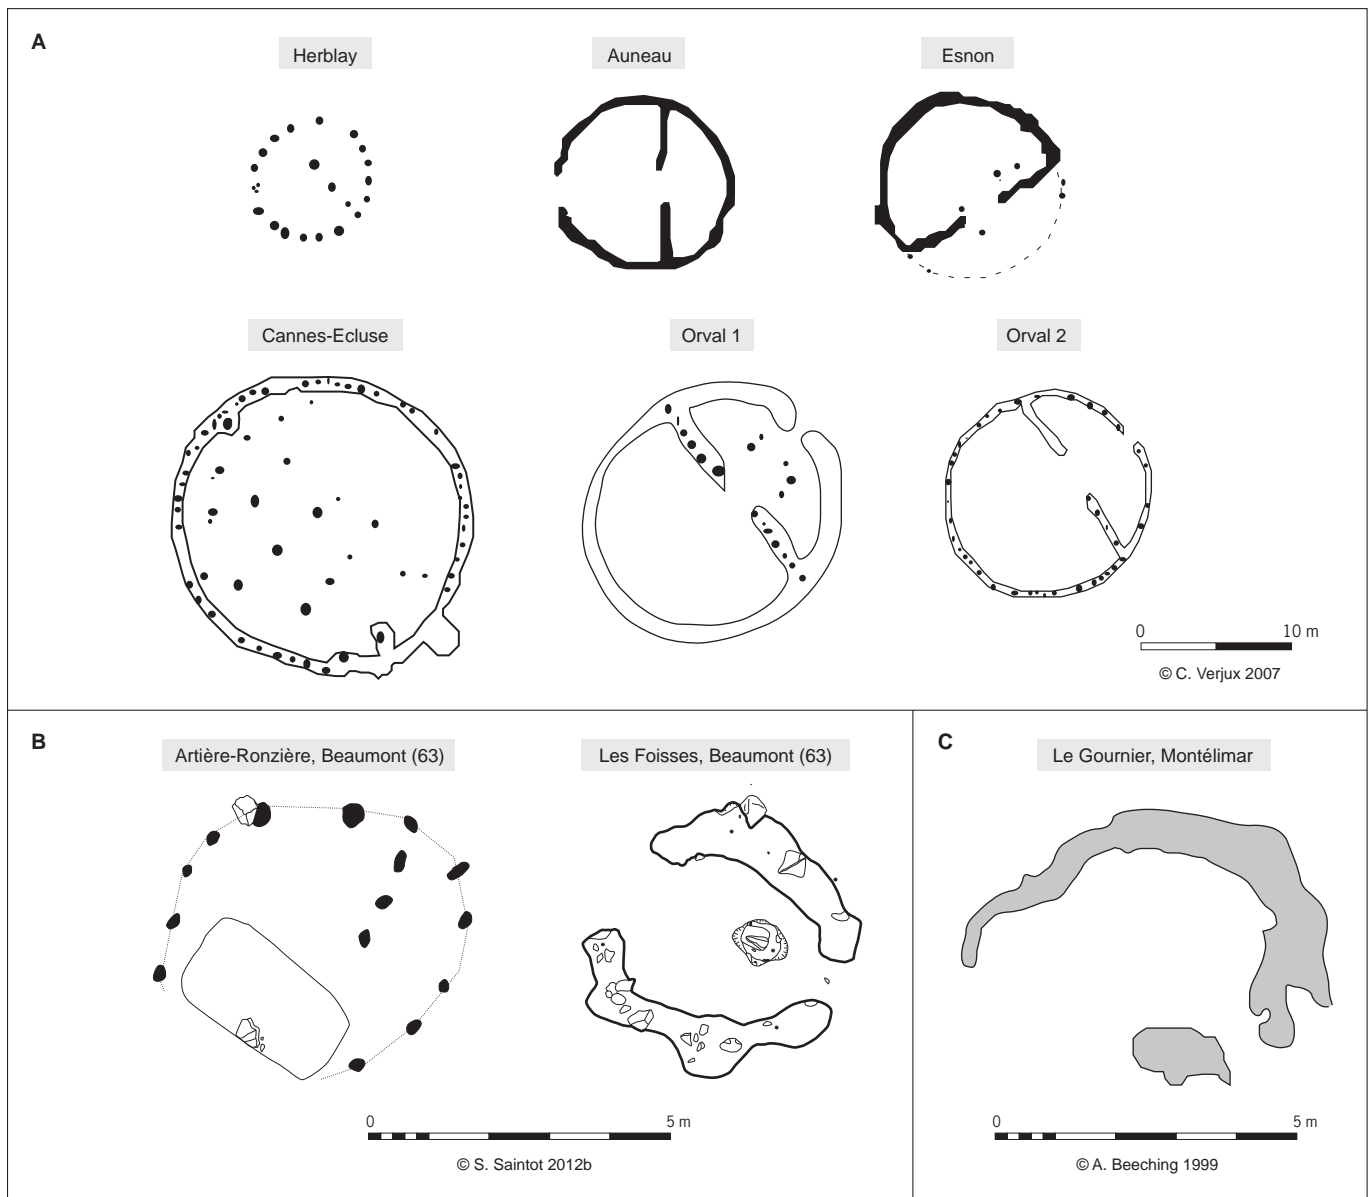 A
Herblay
Auneau
Esnon
Cannes-Ecluse
Orval 1
Orval 2
0 10 m
© C. Verjux 2007
B
Artière-Ronzière, Beaumont (63)
Les Foisses, Beaumont (63)
0 5 m
© S. Saintot 2012b
C
Le Gournier, Montélimar
0 5 m
© A. Beeching 1999